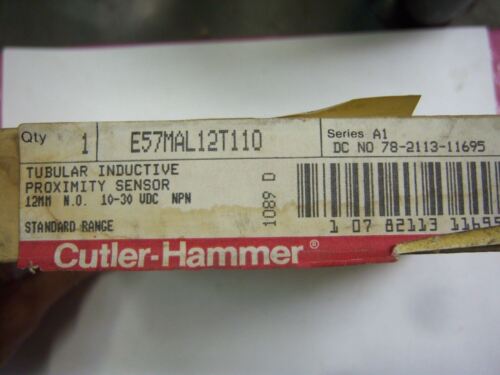 Qty 1 E57MAL12T110 Series A1
DC NO 78-2113-11695
TUBULAR INDUCTIVE
PROXIMITY SENSOR
12MM N.O. 10-30 VDC NPN
STANDARD RANGE
1089 D
1 07 82113 11695
Cutler-Hammer®